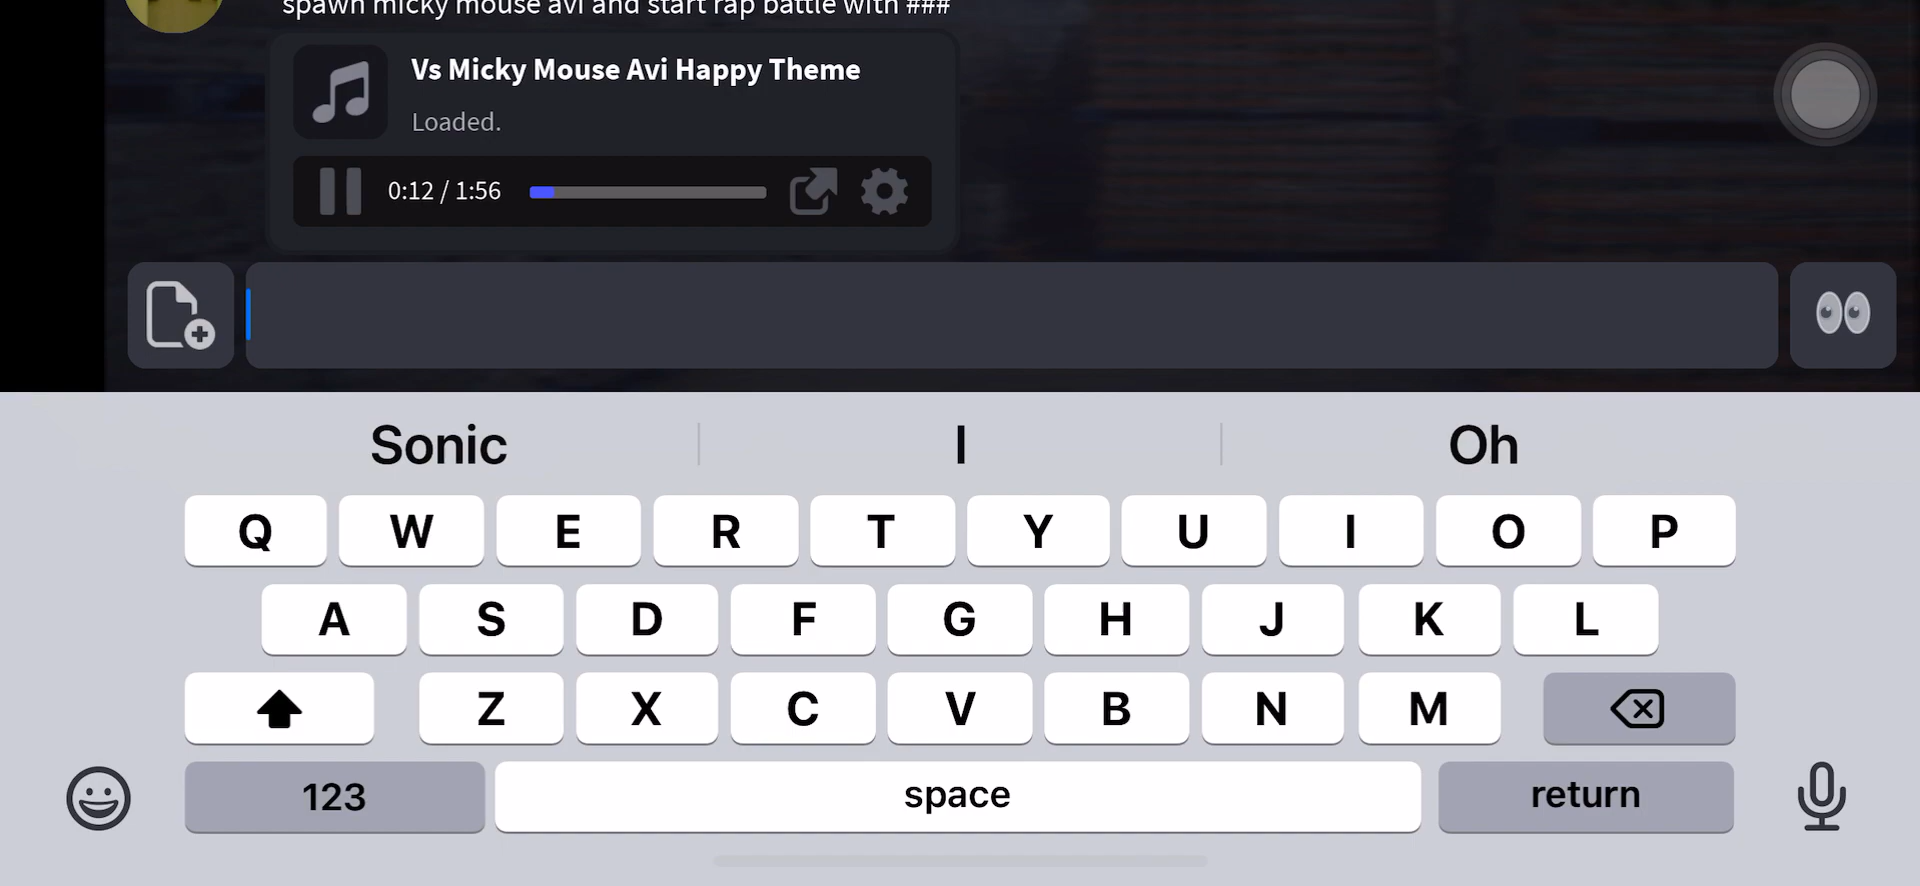 spawn micky mouse avi and start rap battle with ###
Vs Micky Mouse Avi Happy Theme
Loaded.
0:12 / 1:56
Sonic I Oh
Q W E R T Y U I O P
A S D F G H J K L
Z X C V B N M
123 space return